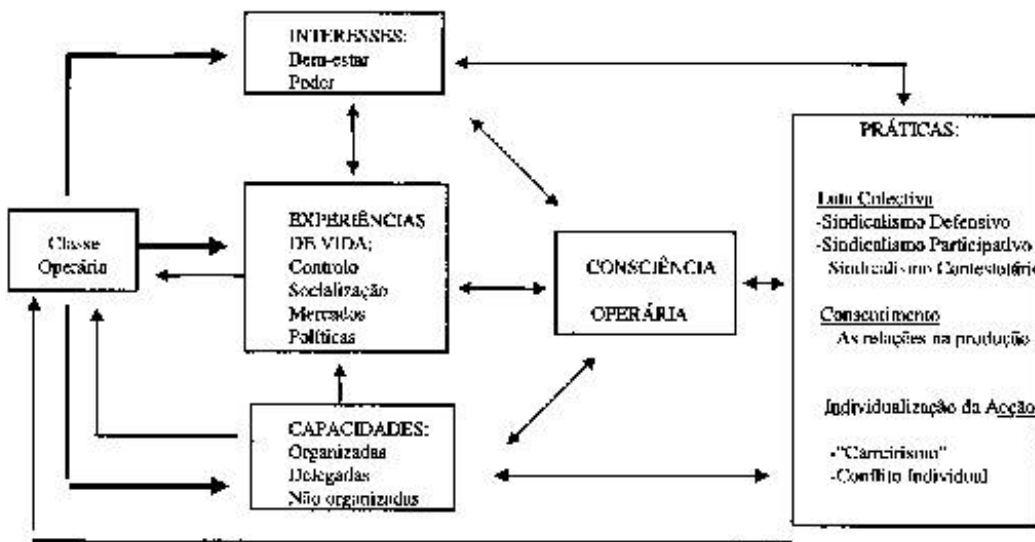 INTERESSES:
Bem-estar
Poder
Classe
Operária
EXPERIÊNCIAS
DE VIDA:
Controlo
Socialização
Mercados
Políticas
CAPACIDADES:
Organizadas
Delegadas
Não organizadas
CONSCIÊNCIA
OPERÁRIA
PRÁTICAS:
Luta Colectiva
-Sindicalismo Defensivo
-Sindicalismo Participativo
Sindicalismo Contestatário
Consentimento
As relações na produção
Individualização da Acção
-"Carreirismo"
-Conflito Individual